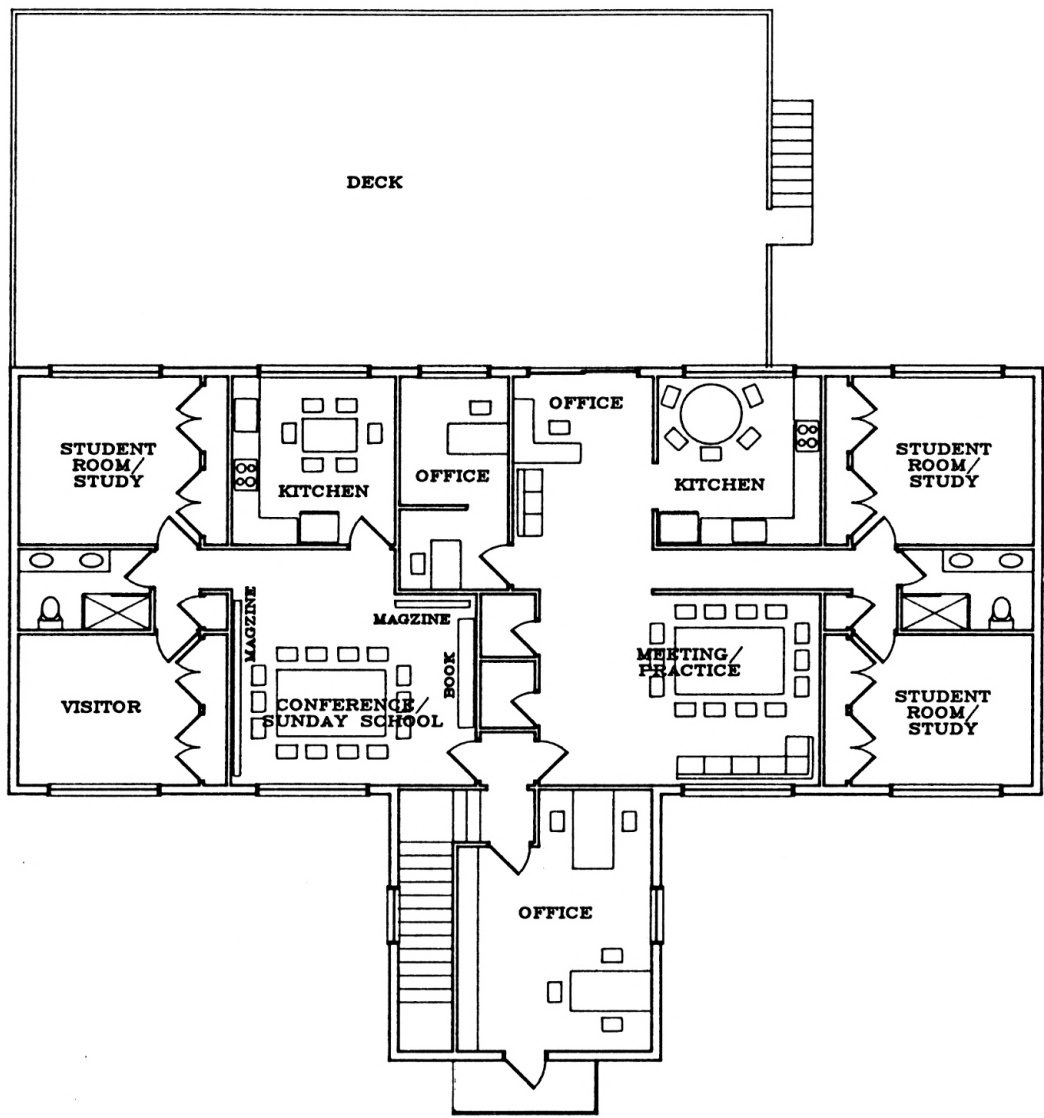 DECK
OFFICE
STUDENT
ROOM/
STUDY
KITCHEN
OFFICE
KITCHEN
STUDENT
ROOM/
STUDY
MAGZINE
MAGZINE
BOOK
MEETING/
PRACTICE
VISITOR
CONFERENCE/
SUNDAY SCHOOL
STUDENT
ROOM/
STUDY
OFFICE